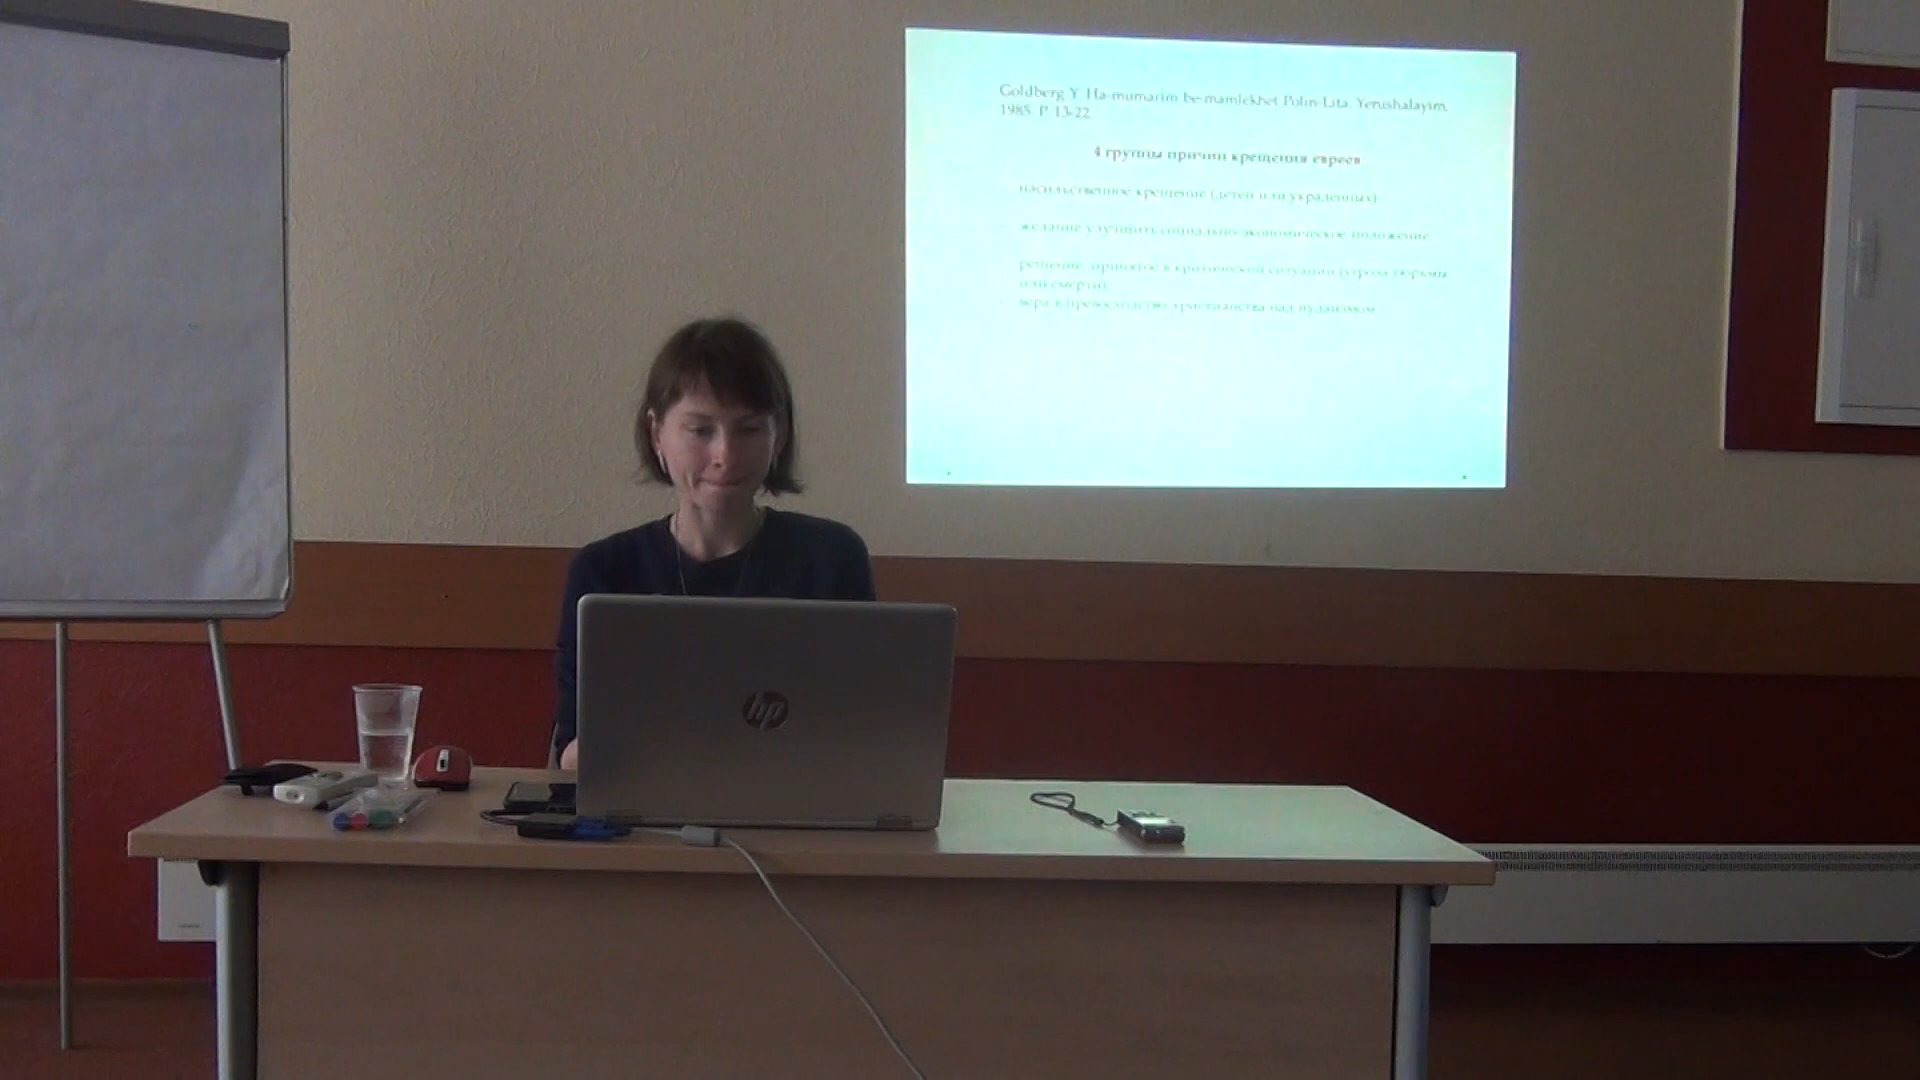 Goldberg Y. Ha-mumarim be-mamlekhet Polin-Lita. Yerushalayim,
1985. P. 13-22.
4 группы причин крещения евреев
насильственное крещение (детей или украденных)
желание улучшить социально-экономическое положение
решение, принятое в критической ситуации (угроза тюрьмы
или смерти);
вера в превосходство христианства над иудаизмом
hp